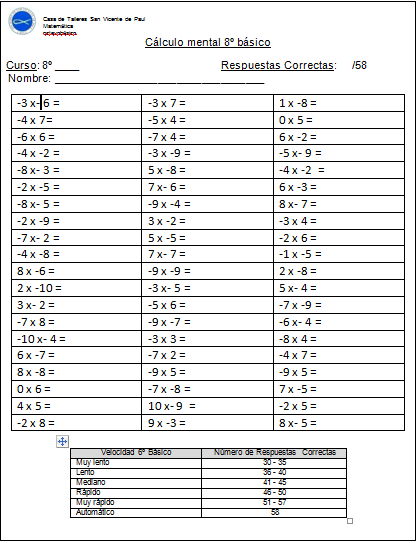 Casa de Talleres San Vicente de Paul
Matemática
Cálculo mental 8º básico
Curso: 8º ____ Respuestas Correctas: /58
Nombre: ________________________________
-3 x- 6 = -3 x 7 = 1 x -8 =
-4 x 7= -5 x 4 = 0 x 5 =
-6 x 6 = -7 x 4 = 6 x -2 =
-4 x -2 = -3 x -9 = -5 x- 9 =
-8 x- 3 = 5 x -8 = -4 x -2 =
-2 x -5 = 7 x- 6 = 6 x -3 =
-8 x- 5 = -9 x -4 = 8 x- 7 =
-2 x -9 = 3 x -2 = -3 x 4 =
-7 x- 2 = 5 x -5 = -2 x 6 =
-4 x -8 = 7 x- 7 = -1 x -5 =
8 x -6 = -9 x -9 = 2 x -8 =
2 x -10 = -3 x- 5 = 5 x- 4 =
3 x- 2 = -5 x 6 = -7 x -9 =
-7 x 8 = -9 x -7 = -6 x- 4 =
-10 x- 4 = -3 x 3 = -8 x 4 =
6 x -7 = -7 x 2 = -4 x 7 =
8 x -8 = -9 x 5 = -9 x 5 =
0 x 6 = -7 x -8 = 7 x -5 =
4 x 5 = 10 x- 9 = -2 x 5 =
-2 x 8 = 9 x -3 = 8 x- 5 =
Velocidad 6º Básico Número de Respuestas Correctas
Muy lento 30 - 35
Lento 36 - 40
Mediano 41 - 45
Rápido 46 - 50
Muy rápido 51 - 57
Automático 58